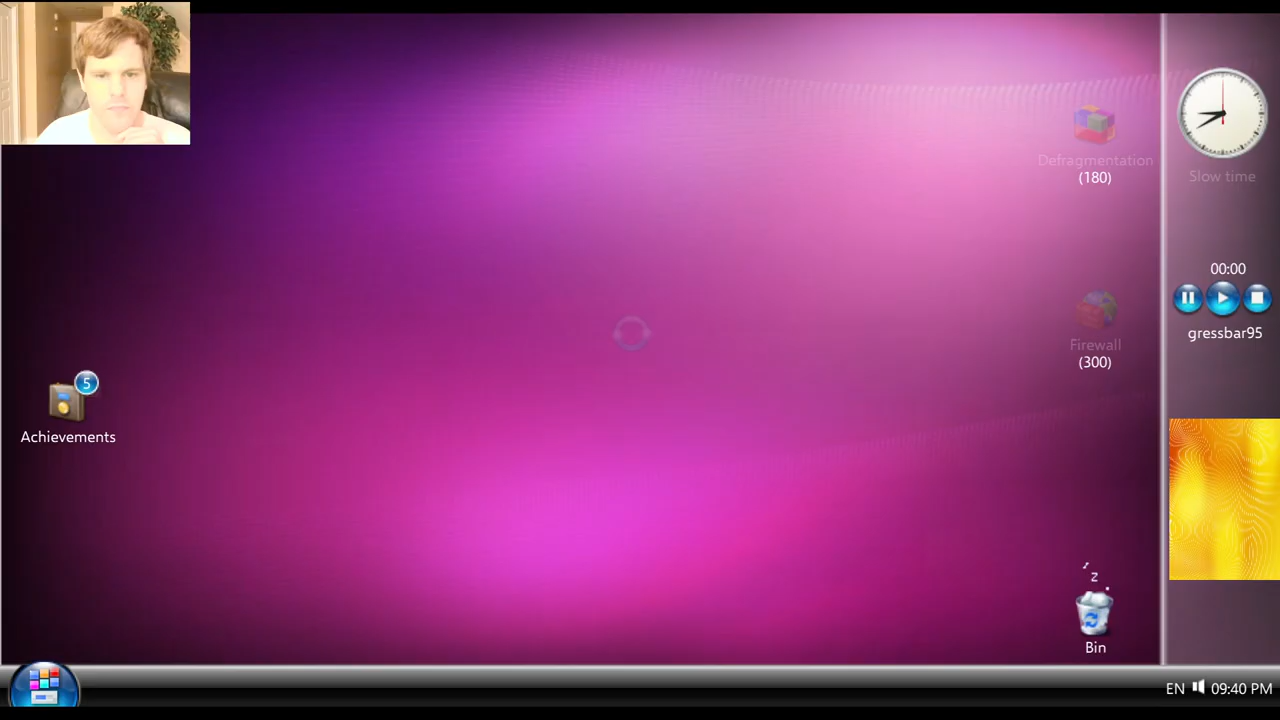 Defragmentation
(180)
Slow time
00:00
gressbar95
Firewall
(300)
5
Achievements
z
Bin
EN 09:40 PM